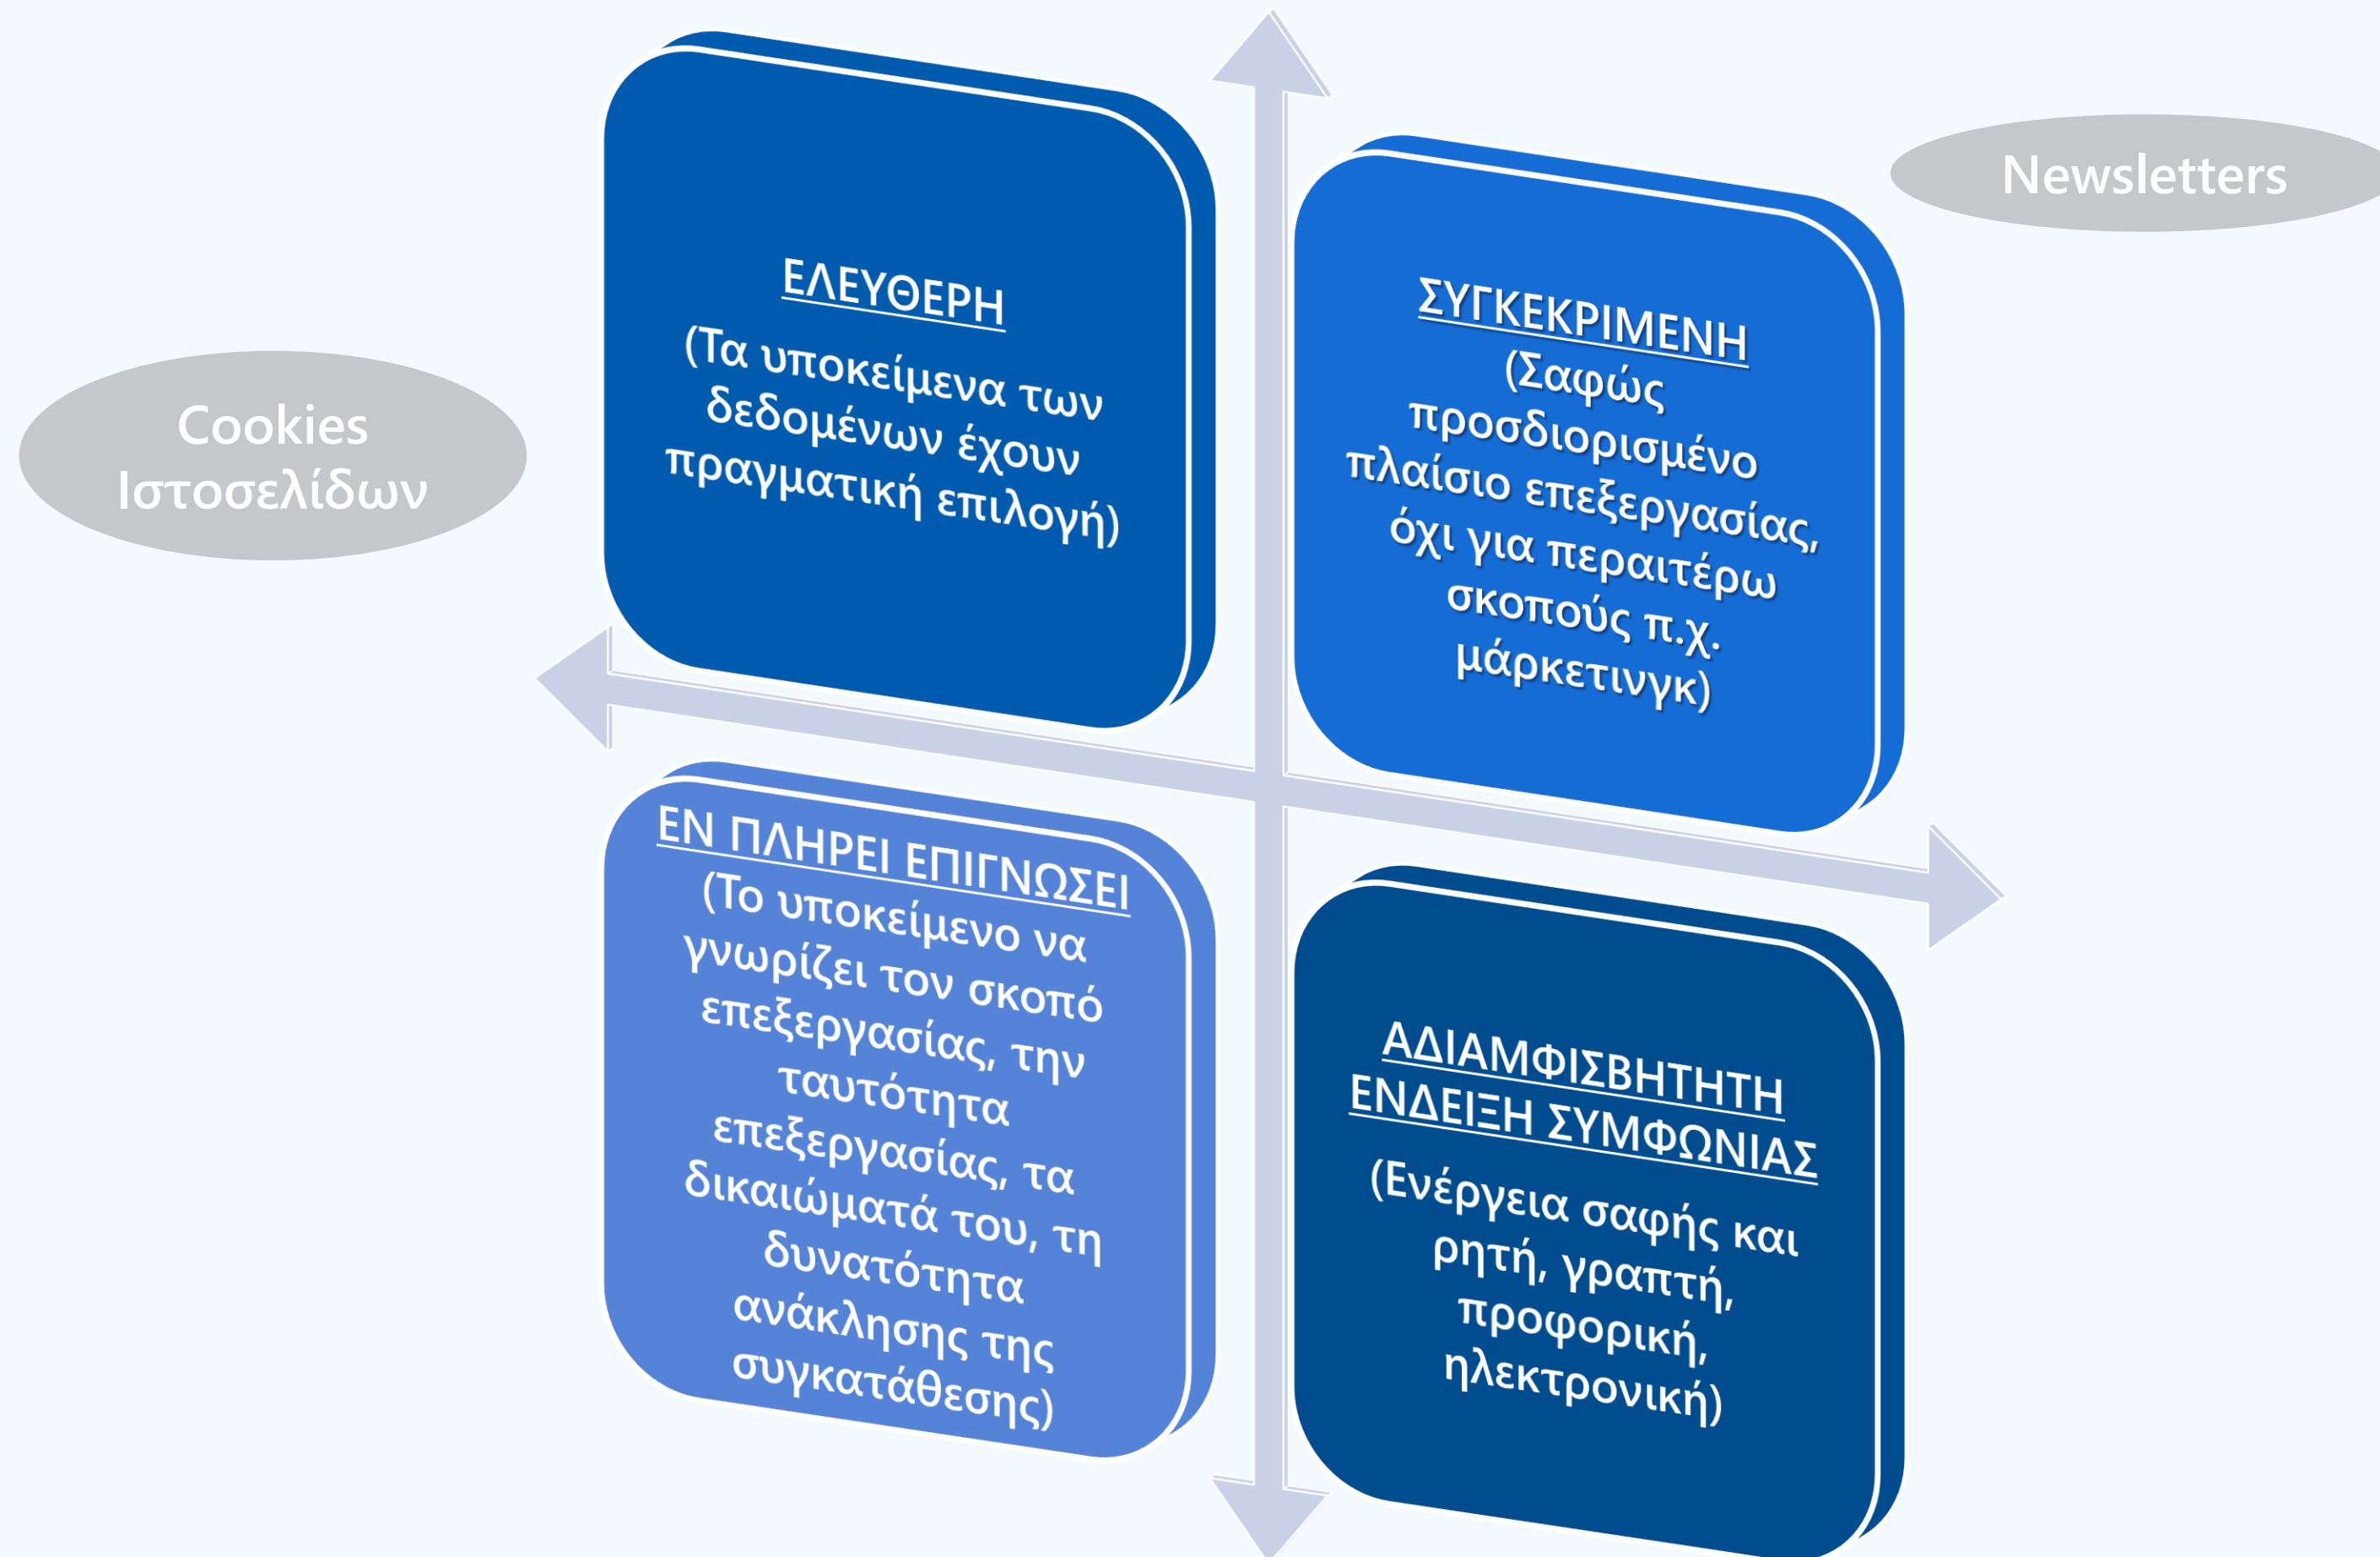 ΕΛΕΥΘΕΡΗ
(Τα υποκείμενα των
δεδομένων έχουν
πραγματική επιλογή)
ΣΥΓΚΕΚΡΙΜΕΝΗ
(Σαφώς
προσδιορισμένο
πλαίσιο επεξεργασίας,
όχι για περαιτέρω
σκοπούς π.χ.
μάρκετινγκ)
Newsletters
Cookies
Ιστοσελίδων
ΕΝ ΠΛΗΡΕΙ ΕΠΙΓΝΩΣΕΙ
(Το υποκείμενο να
γνωρίζει τον σκοπό
επεξεργασίας, την
ταυτότητα
επεξεργασίας, τα
δικαιώματά του, τη
δυνατότητα
ανάκλησης της
συγκατάθεσης)
ΑΔΙΑΜΦΙΣΒΗΤΗΤΗ
ΕΝΔΕΙΞΗ ΣΥΜΦΩΝΙΑΣ
(Ενέργεια σαφής και
ρητή, γραπτή,
προφορική,
ηλεκτρονική)